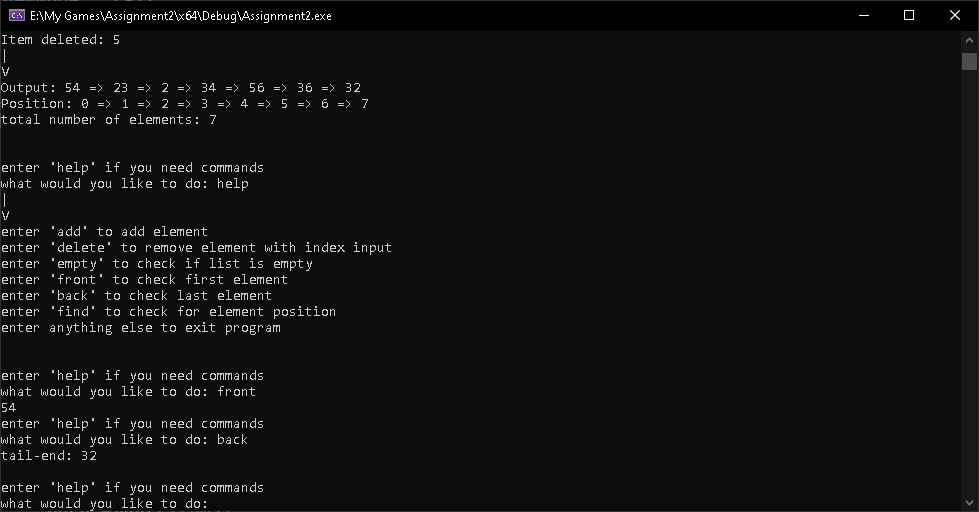 E:\My Games\Assignment2\x64\Debug\Assignment2.exe
Item deleted: 5
|
V
Output: 54 => 23 => 2 => 34 => 56 => 36 => 32
Position: 0 => 1 => 2 => 3 => 4 => 5 => 6 => 7
total number of elements: 7
enter 'help' if you need commands
what would you like to do: help
|
V
enter 'add' to add element
enter 'delete' to remove element with index input
enter 'empty' to check if list is empty
enter 'front' to check first element
enter 'back' to check last element
enter 'find' to check for element position
enter anything else to exit program
enter 'help' if you need commands
what would you like to do: front
54
enter 'help' if you need commands
what would you like to do: back
tail-end: 32
enter 'help' if you need commands
what would you like to do: